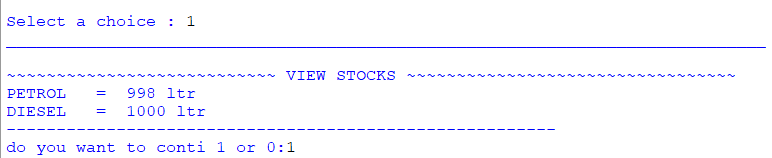 Select a choice : 1
~~~~~~~~~~~~~~~~~~~~~~~~~~~ VIEW STOCKS ~~~~~~~~~~~~~~~~~~~~~~~~~~~~~~~~~
PETROL   =  998 ltr
DIESEL   =  1000 ltr
-------------------------------------------------------
do you want to conti 1 or 0:1